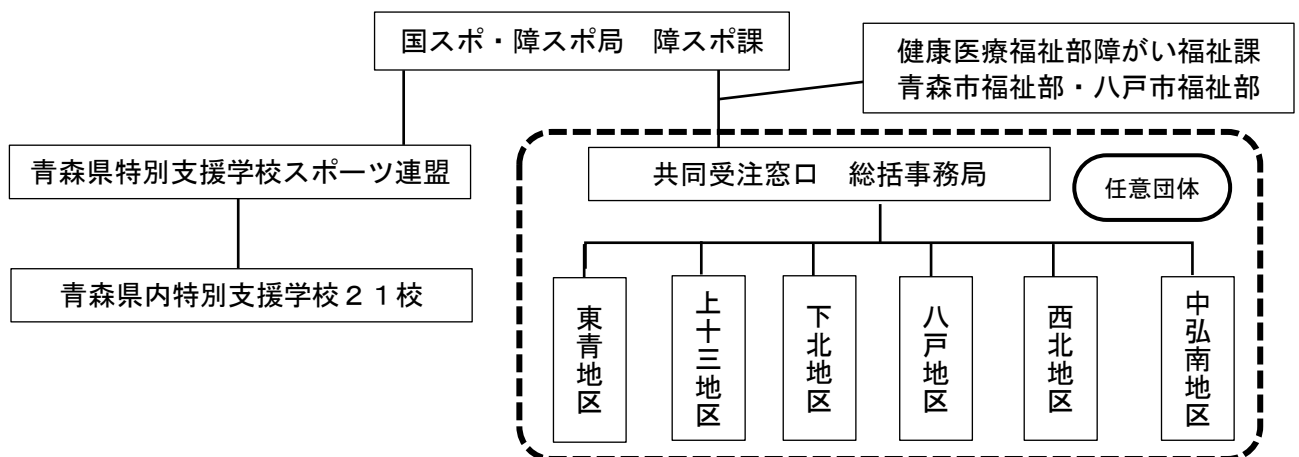 国スポ・障スポ局　障スポ課
健康医療福祉部障がい福祉課
青森市福祉部・八戸市福祉部
青森県特別支援学校スポーツ連盟
共同受注窓口　総括事務局
任意団体
青森県内特別支援学校２１校
東青地区
上十三地区
下北地区
八戸地区
西北地区
中弘南地区